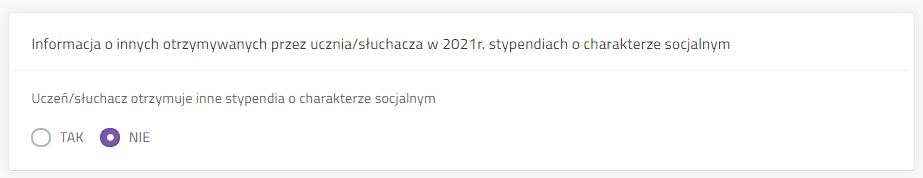 Informacja o innych otrzymywanych przez ucznia/słuchacza w 2021r. stypendiach o charakterze socjalnym
Uczeń/słuchacz otrzymuje inne stypendia o charakterze socjalnym
TAK NIE